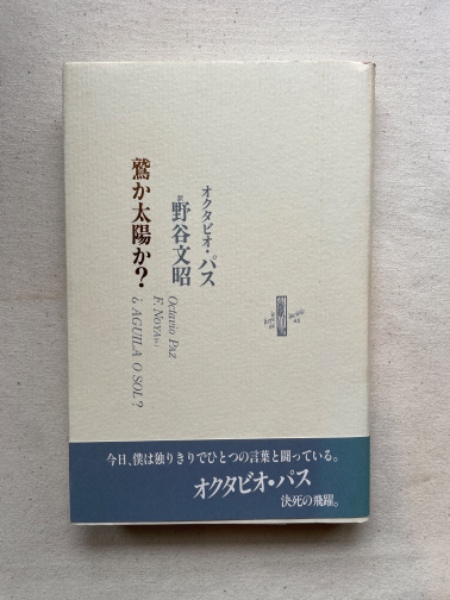 オクタビオ・パス
訳 野谷文昭
鷲か太陽か?
Octavio PAZ
F. NOYA
¿ AGUILA O SOL ?
今日、僕は独りきりでひとつの言葉と闘っている。
オクタビオ・パス
決死の飛躍。